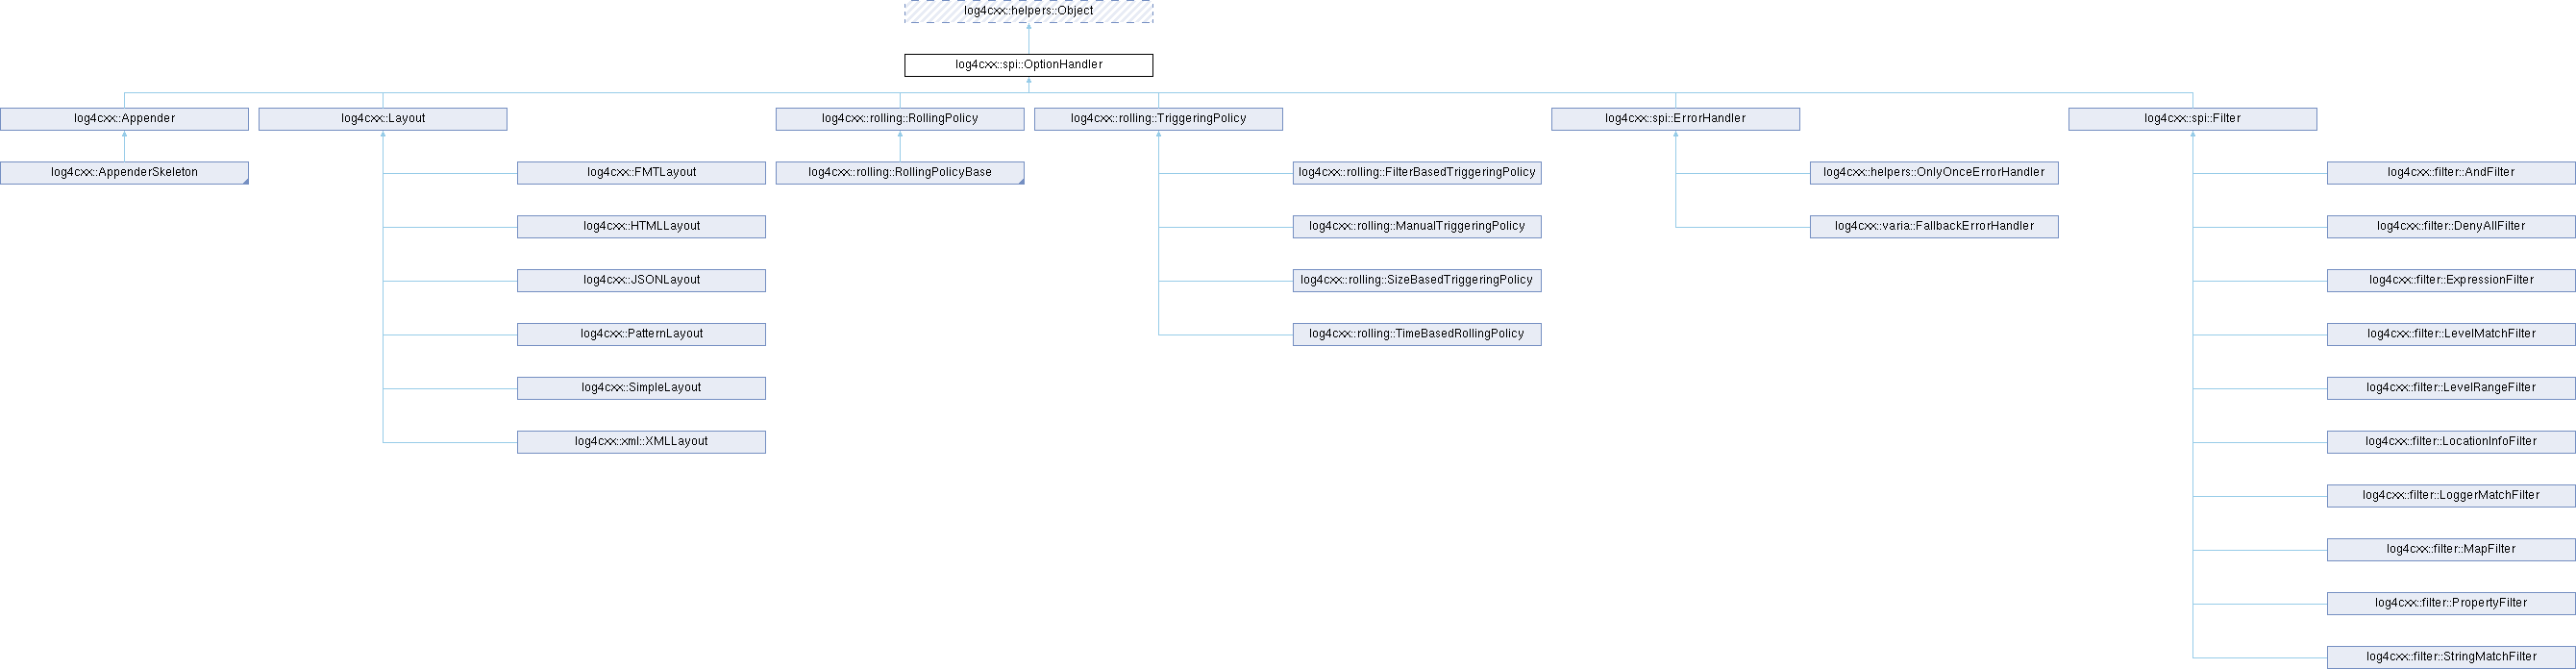 log4cxx::helpers::Object
log4cxx::spi::OptionHandler
log4cxx::Appender
log4cxx::Layout
log4cxx::rolling::RollingPolicy
log4cxx::rolling::TriggeringPolicy
log4cxx::spi::ErrorHandler
log4cxx::spi::Filter
log4cxx::AppenderSkeleton
log4cxx::FMTLayout
log4cxx::rolling::RollingPolicyBase
log4cxx::rolling::FilterBasedTriggeringPolicy
log4cxx::helpers::OnlyOnceErrorHandler
log4cxx::filter::AndFilter
log4cxx::HTMLLayout
log4cxx::rolling::ManualTriggeringPolicy
log4cxx::varia::FallbackErrorHandler
log4cxx::filter::DenyAllFilter
log4cxx::JSONLayout
log4cxx::rolling::SizeBasedTriggeringPolicy
log4cxx::filter::ExpressionFilter
log4cxx::PatternLayout
log4cxx::rolling::TimeBasedRollingPolicy
log4cxx::filter::LevelMatchFilter
log4cxx::SimpleLayout
log4cxx::filter::LevelRangeFilter
log4cxx::xml::XMLLayout
log4cxx::filter::LocationInfoFilter
log4cxx::filter::LoggerMatchFilter
log4cxx::filter::MapFilter
log4cxx::filter::PropertyFilter
log4cxx::filter::StringMatchFilter